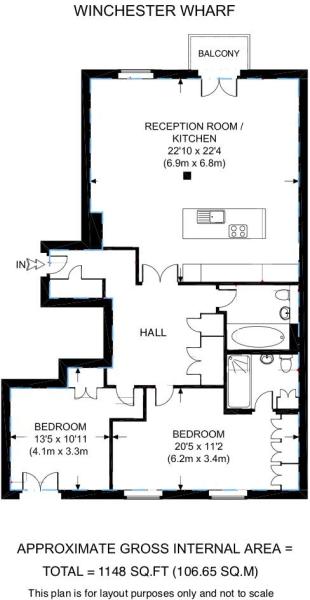 WINCHESTER WHARF
BALCONY
RECEPTION ROOM /
KITCHEN
22'10 x 22'4
(6.9m x 6.8m)
IN
HALL
BEDROOM
13'5 x 10'11
(4.1m x 3.3m
BEDROOM
20'5 x 11'2
(6.2m x 3.4m)
APPROXIMATE GROSS INTERNAL AREA =
TOTAL = 1148 SQ.FT (106.65 SQ.M)
This plan is for layout purposes only and not to scale